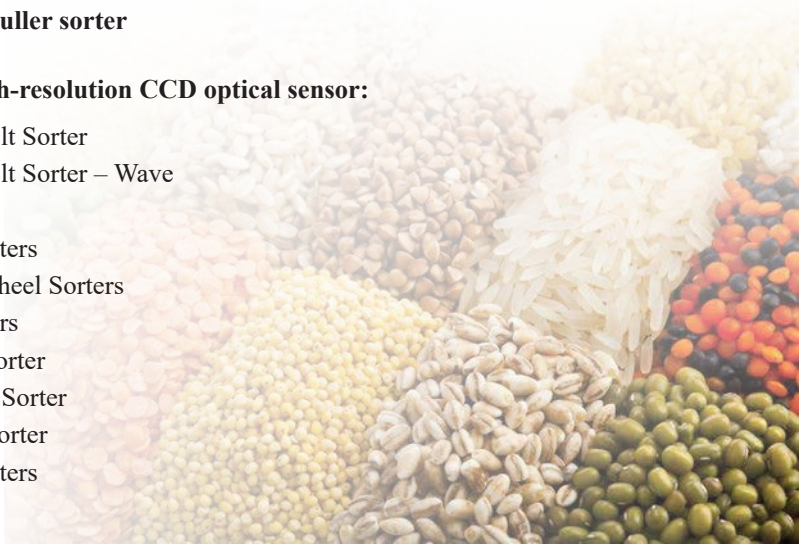 uller sorter
h-resolution CCD optical sensor:
lt Sorter
lt Sorter – Wave
ters
heel Sorters
rs
orter
Sorter
orter
ters